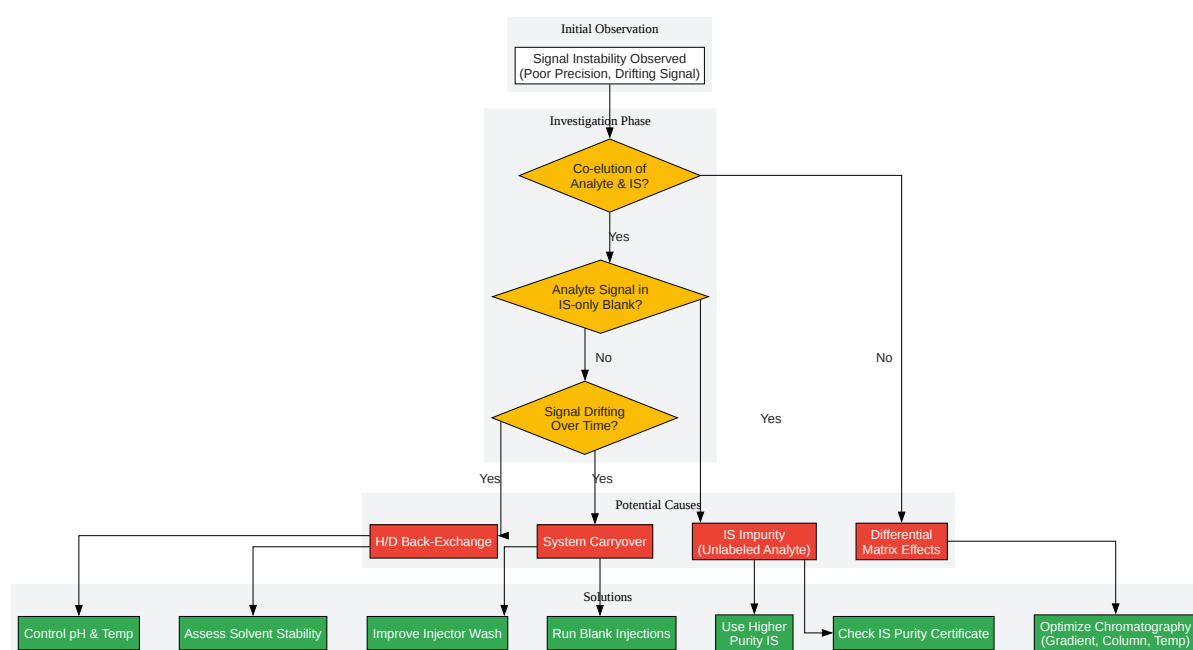 Initial Observation
Signal Instability Observed
(Poor Precision, Drifting Signal)
Investigation Phase
Co-elution of
Analyte & IS?
Yes
Analyte Signal in
IS-only Blank?
No
No
Signal Drifting
Over Time?
Yes
Yes
Yes
Potential Causes
H/D Back-Exchange
System Carryover
IS Impurity
(Unlabeled Analyte)
Differential
Matrix Effects
Solutions
Control pH & Temp
Assess Solvent Stability
Improve Injector Wash
Run Blank Injections
Use Higher
Purity IS
Check IS Purity Certificate
Optimize Chromatography
(Gradient, Column, Temp)